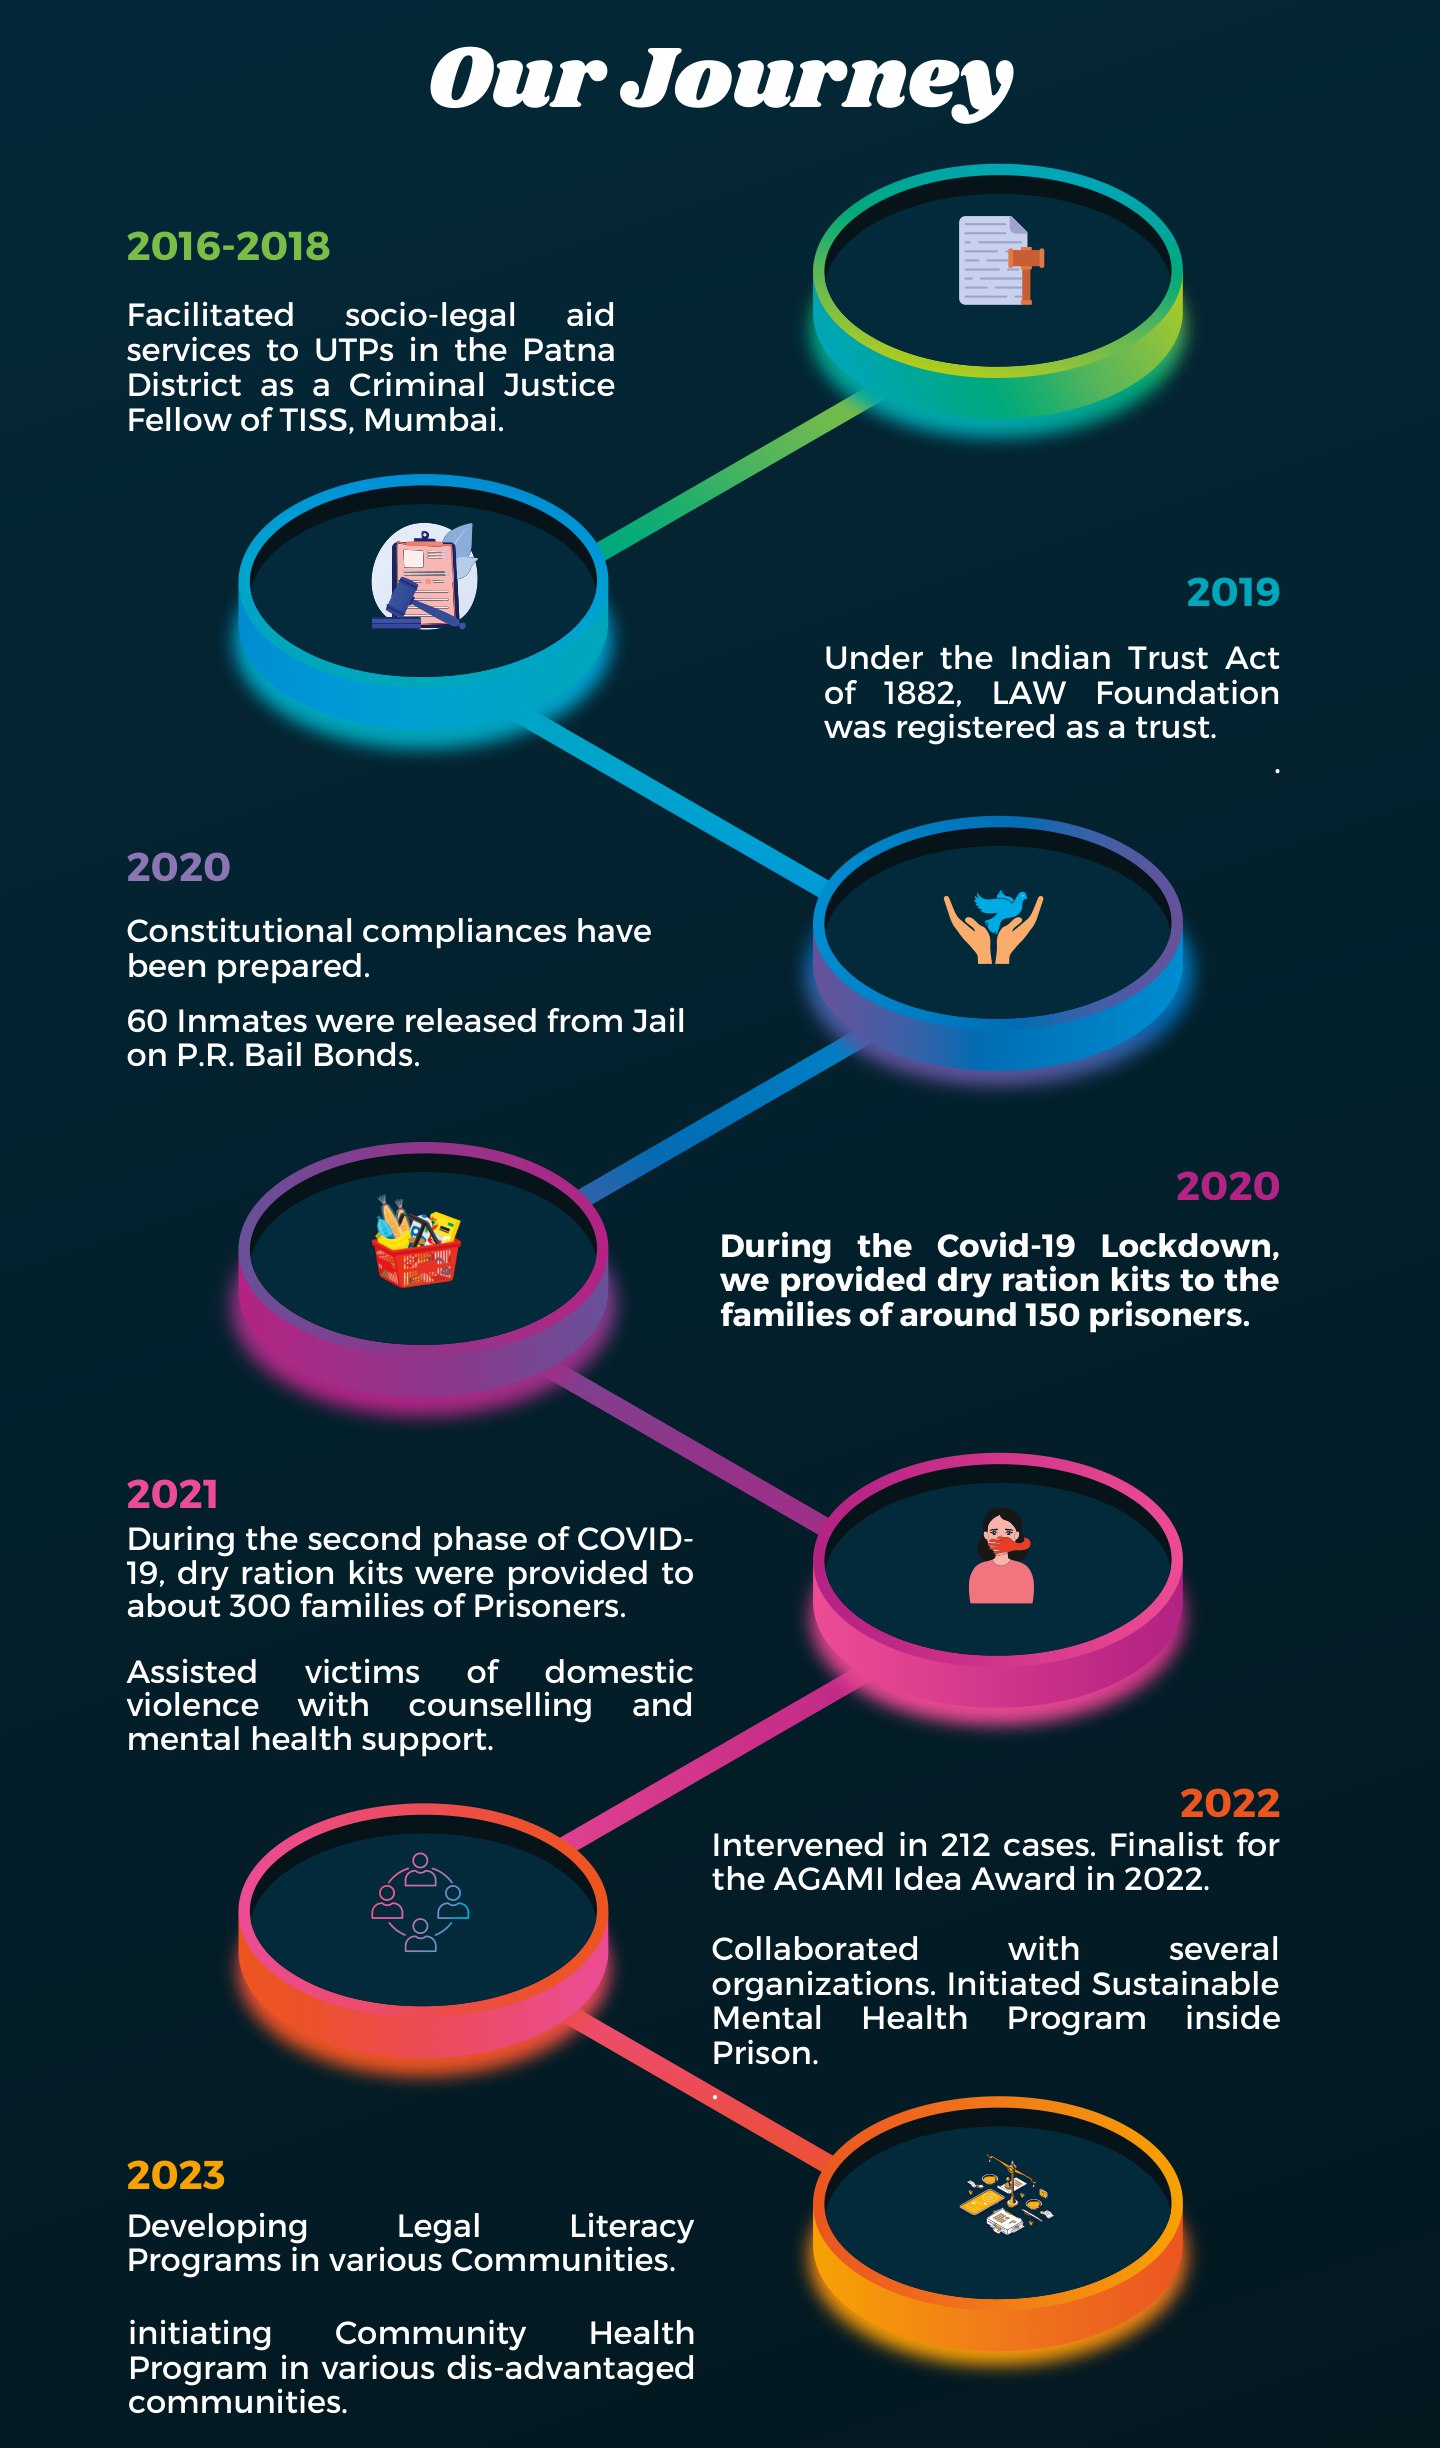 Our Journey
2016-2018
Facilitated socio-legal aid
services to UTPs in the Patna
District as a Criminal Justice
Fellow of TISS, Mumbai.
2019
Under the Indian Trust Act
of 1882, LAW Foundation
was registered as a trust.
.
2020
Constitutional compliances have
been prepared.
60 Inmates were released from Jail
on P.R. Bail Bonds.
2020
During the Covid-19 Lockdown,
we provided dry ration kits to the
families of around 150 prisoners.
2021
During the second phase of COVID-
19, dry ration kits were provided to
about 300 families of Prisoners.
Assisted victims of domestic
violence with counselling and
mental health support.
2022
Intervened in 212 cases. Finalist for
the AGAMI Idea Award in 2022.
Collaborated with several
organizations. Initiated Sustainable
Mental Health Program inside
Prison.
.
2023
Developing Legal Literacy
Programs in various Communities.
initiating Community Health
Program in various dis-advantaged
communities.